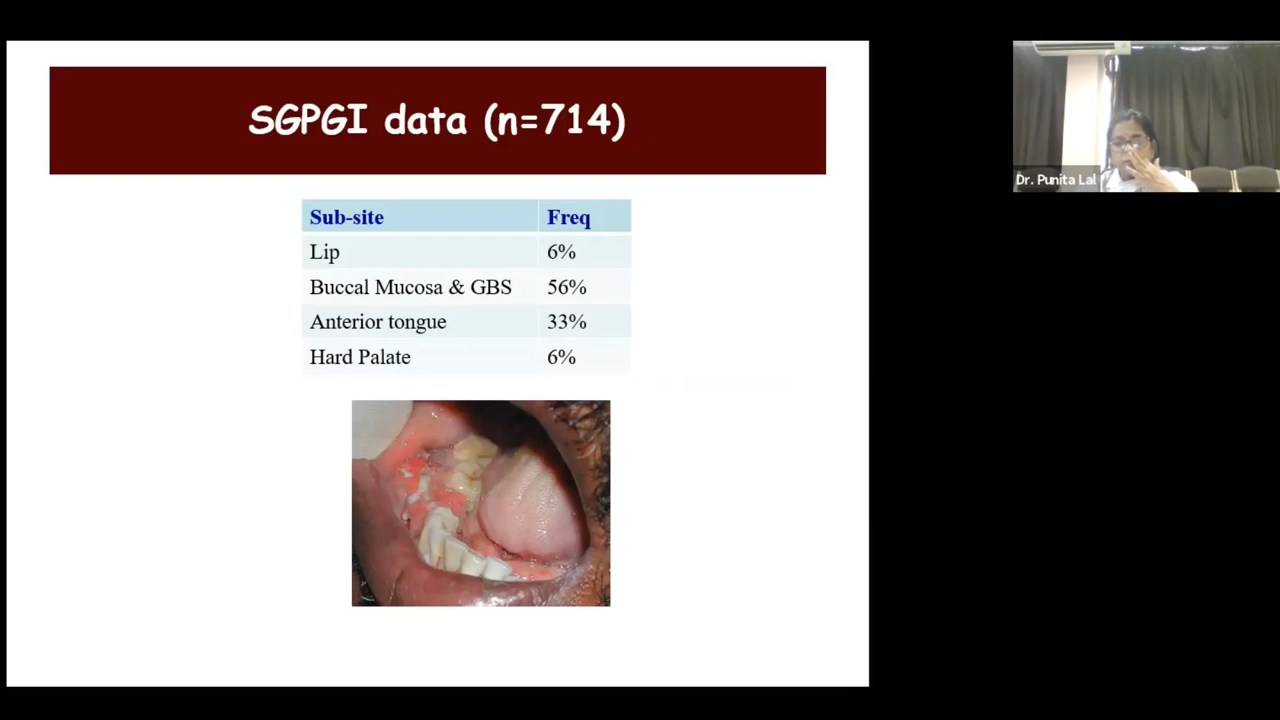 SGPGI data (n=714)
Sub-site Freq
Lip 6%
Buccal Mucosa & GBS 56%
Anterior tongue 33%
Hard Palate 6%
Dr. Punita Lal